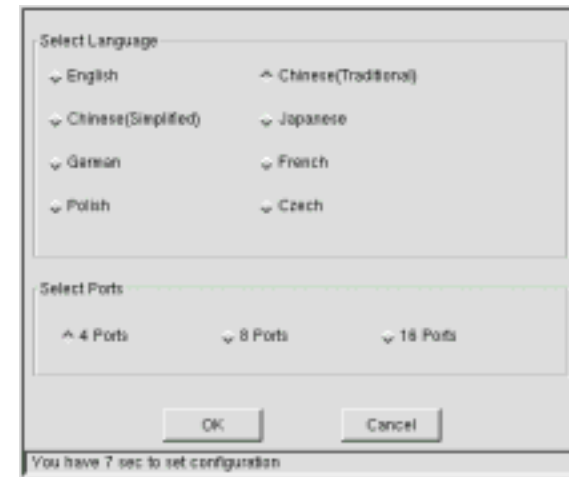 Select Language
English Chinese(Traditional)
Chinese(Simplified) Japanese
German French
Polish Czech
Select Ports
4 Ports 8 Ports 16 Ports
OK Cancel
You have 7 sec to set configuration